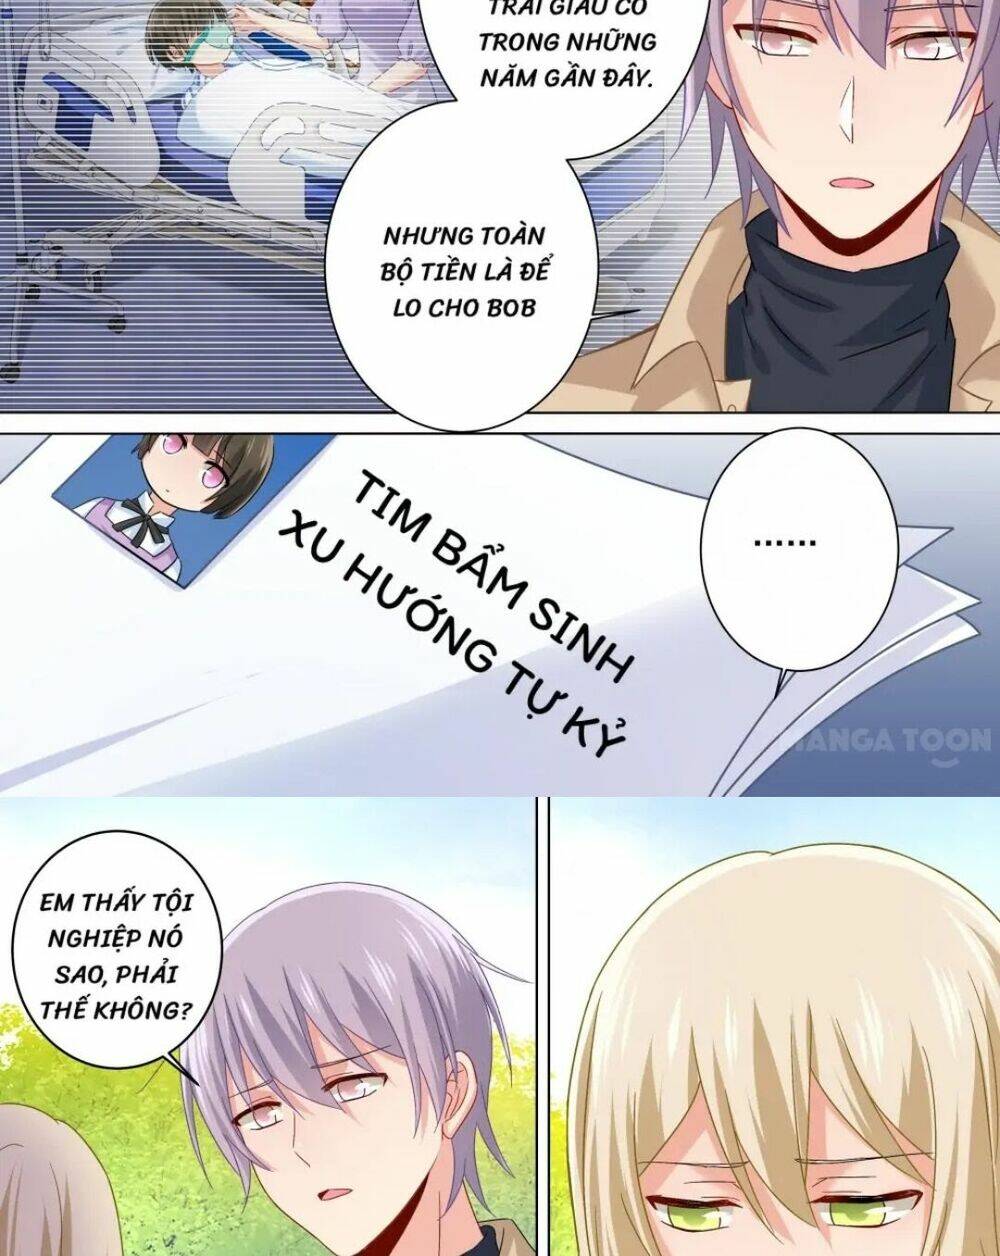 TRAI GIÀU CÓ
TRONG NHỮNG
NĂM GẦN ĐÂY.
NHƯNG TOÀN
BỘ TIỀN LÀ ĐỂ
LO CHO BOB
TIM BẨM SINH
XU HƯỚNG TỰ KỶ
......
MANGA TOON
EM THẤY TỘI
NGHIỆP NÓ
SAO, PHẢI
THẾ KHÔNG?